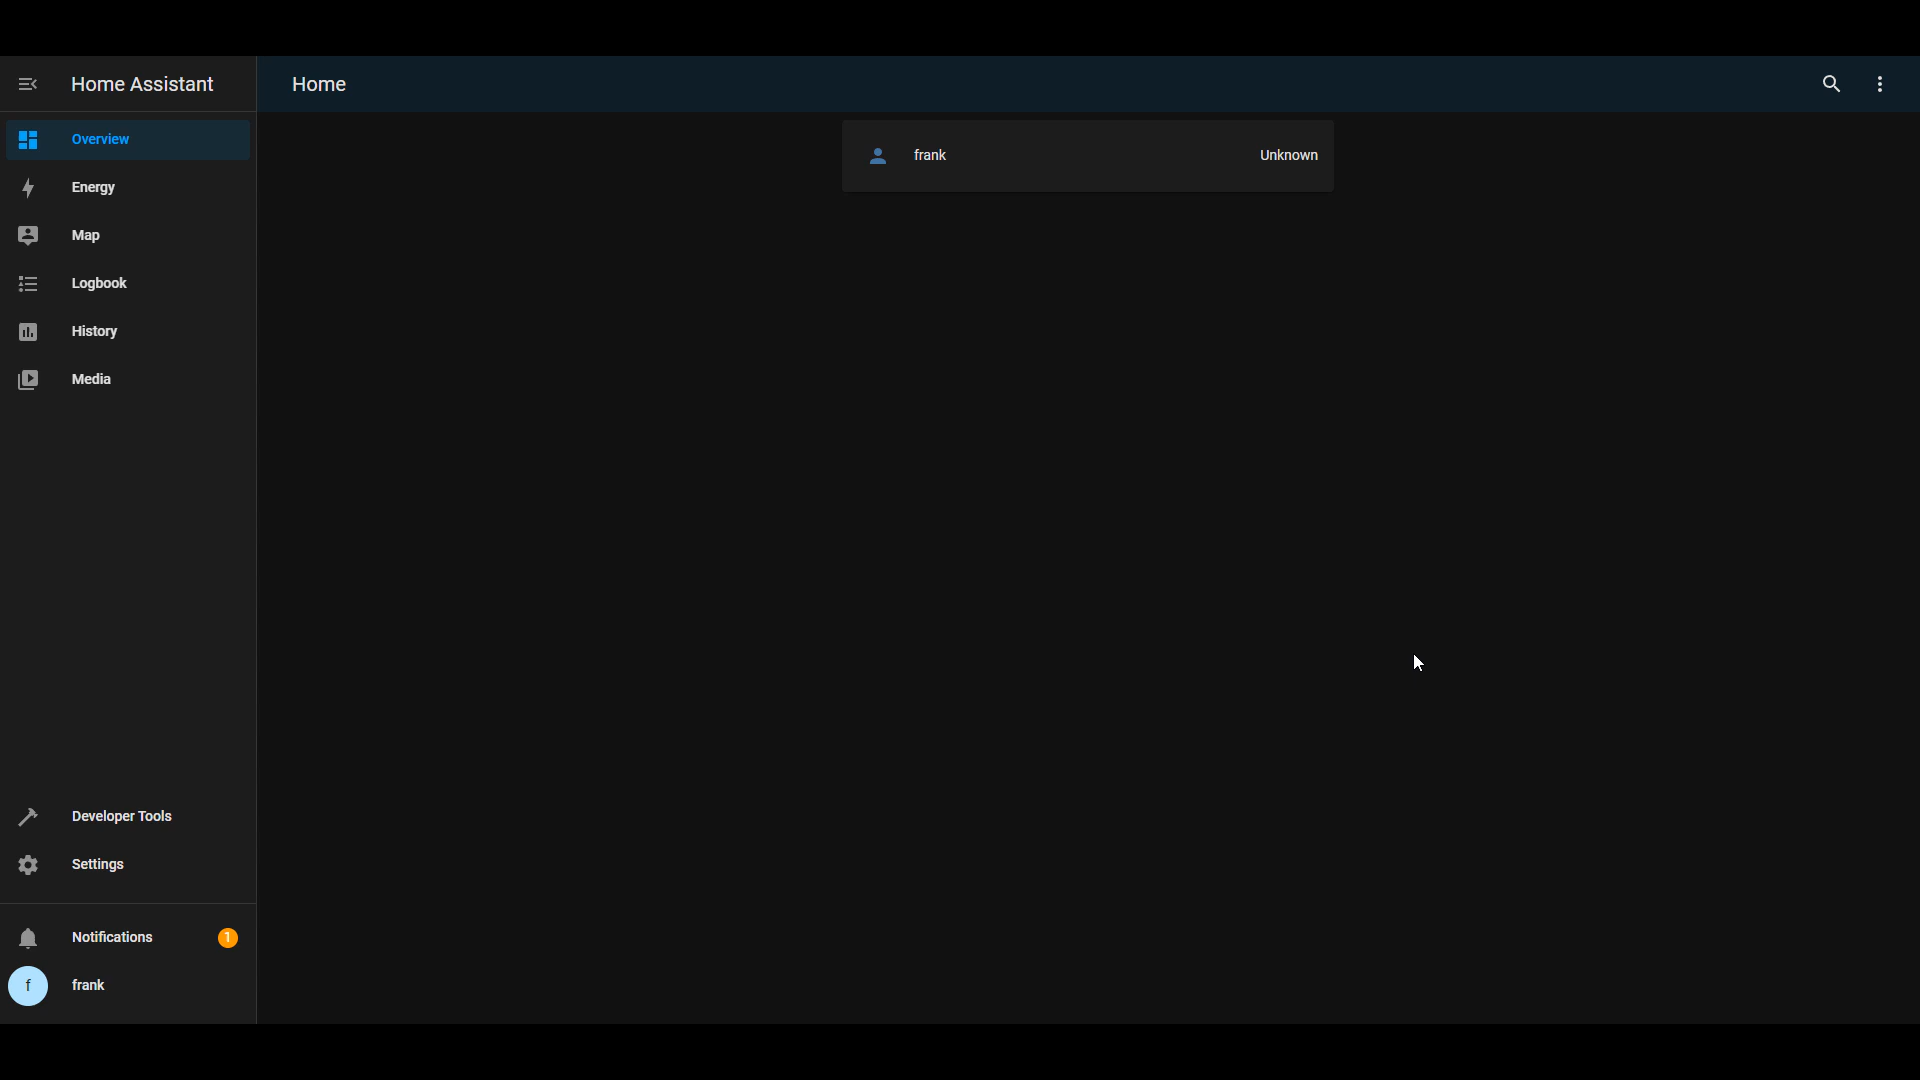 Home Assistant
Home
Overview
frank
Unknown
Energy
Map
Logbook
History
Media
Developer Tools
Settings
Notifications
1
f
frank